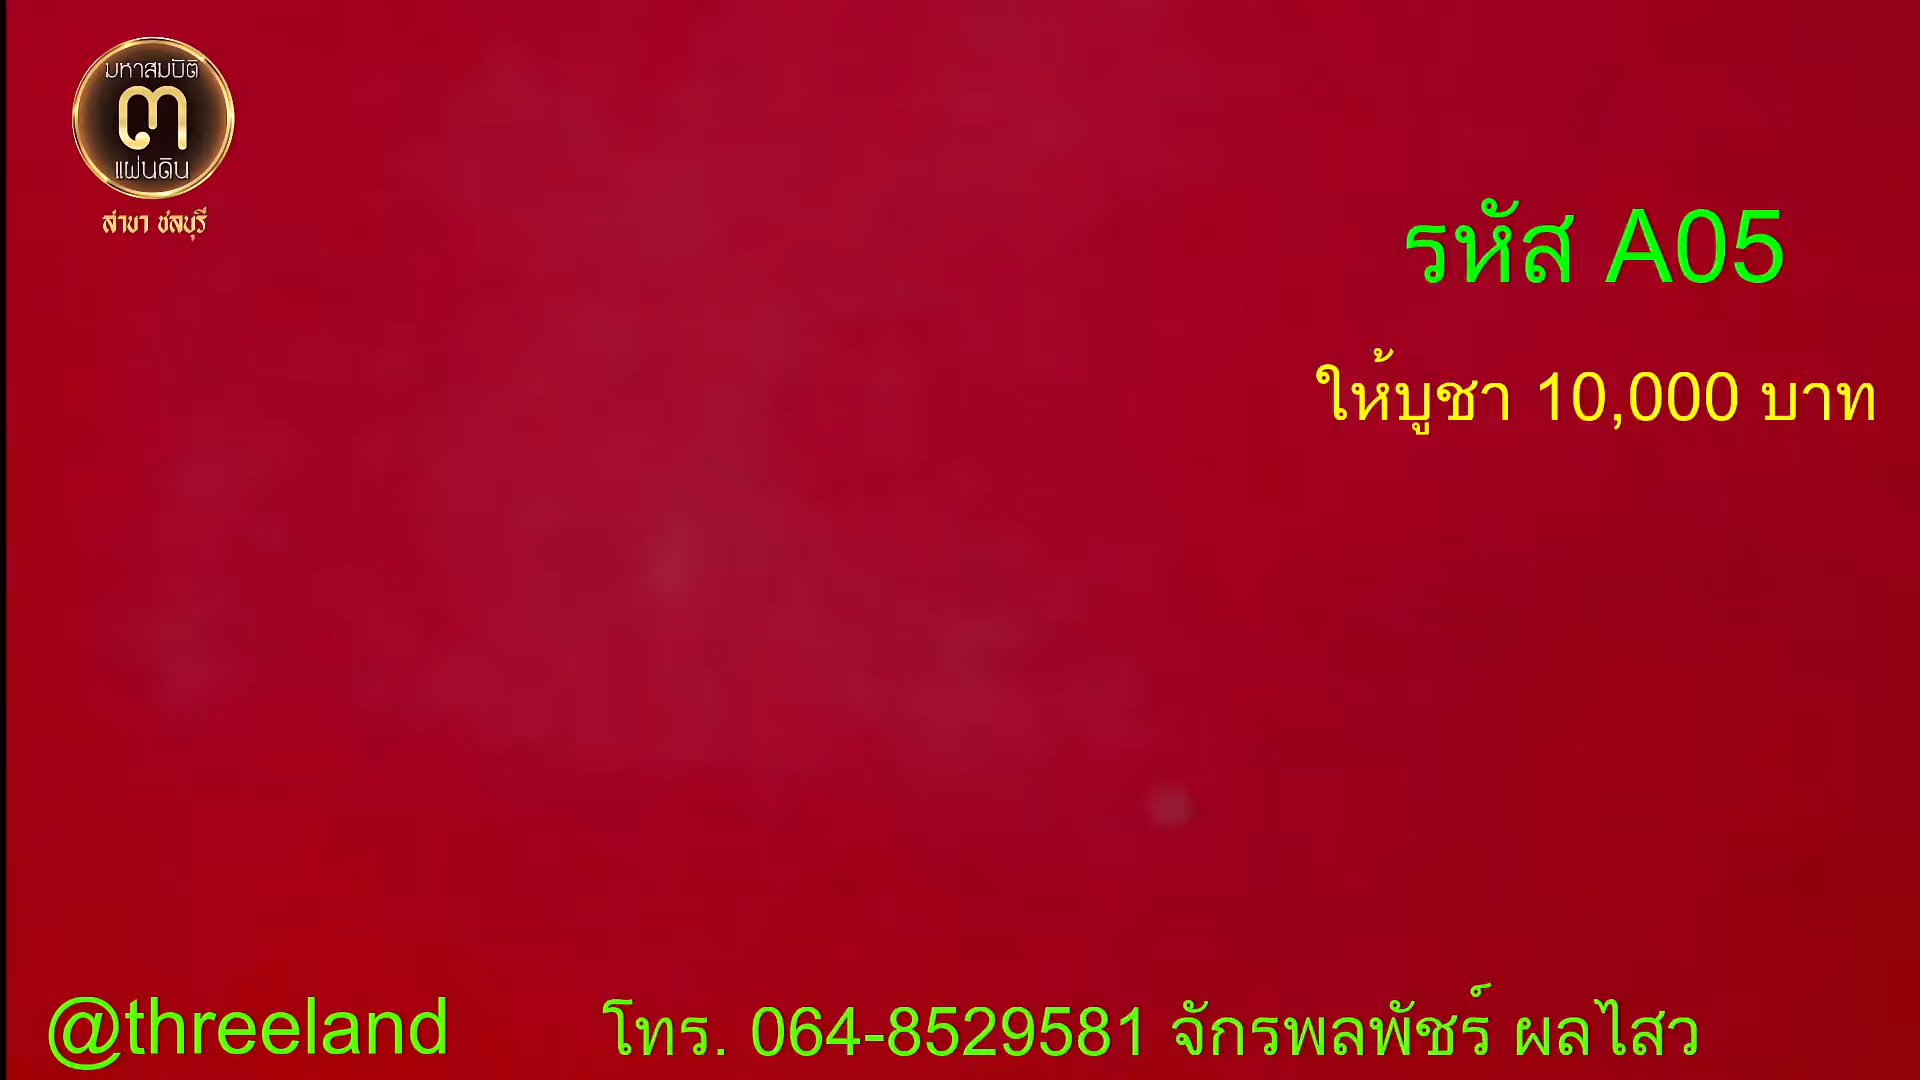 มหาสมบัติ
๓
แผ่นดิน
สาขา ชลบุรี
รหัส A05
ให้บูชา 10,000 บาท
@threeland
โทร. 064-8529581 จักรพลพัชร์ ผลไสว